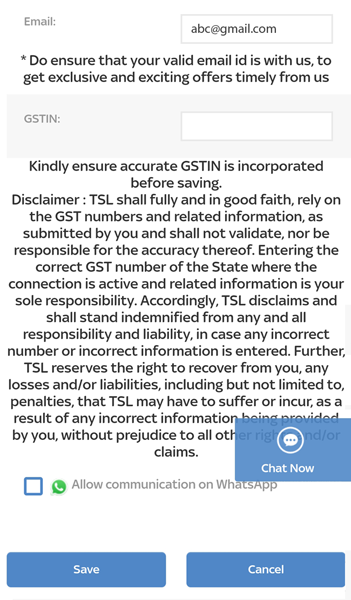 Email:
abc@gmail.com
* Do ensure that your valid email id is with us, to
get exclusive and exciting offers timely from us
GSTIN:
Kindly ensure accurate GSTIN is incorporated
before saving.
Disclaimer : TSL shall fully and in good faith, rely on
the GST numbers and related information, as
submitted by you and shall not validate, nor be
responsible for the accuracy thereof. Entering the
correct GST number of the State where the
connection is active and related information is your
sole responsibility. Accordingly, TSL disclaims and
shall stand indemnified from any and all
responsibility and liability, in case any incorrect
number or incorrect information is entered. Further,
TSL reserves the right to recover from you, any
losses and/or liabilities, including but not limited to,
penalties, that TSL may have to suffer or incur, as a
result of any incorrect information being provided
by you, without prejudice to all other rights and/or
claims.
Chat Now
Allow communication on WhatsApp
Save
Cancel